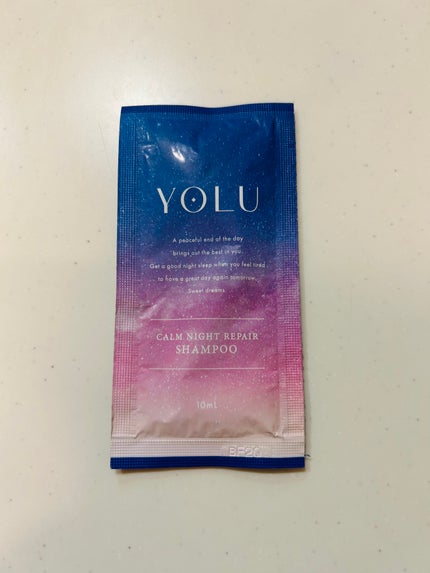 YOLU
A peaceful end of the day
brings out the best in you.
Get a good night sleep when you feel tired
to have a great day again tomorrow.
Sweet dreams.
CALM NIGHT REPAIR
SHAMPOO
10mL